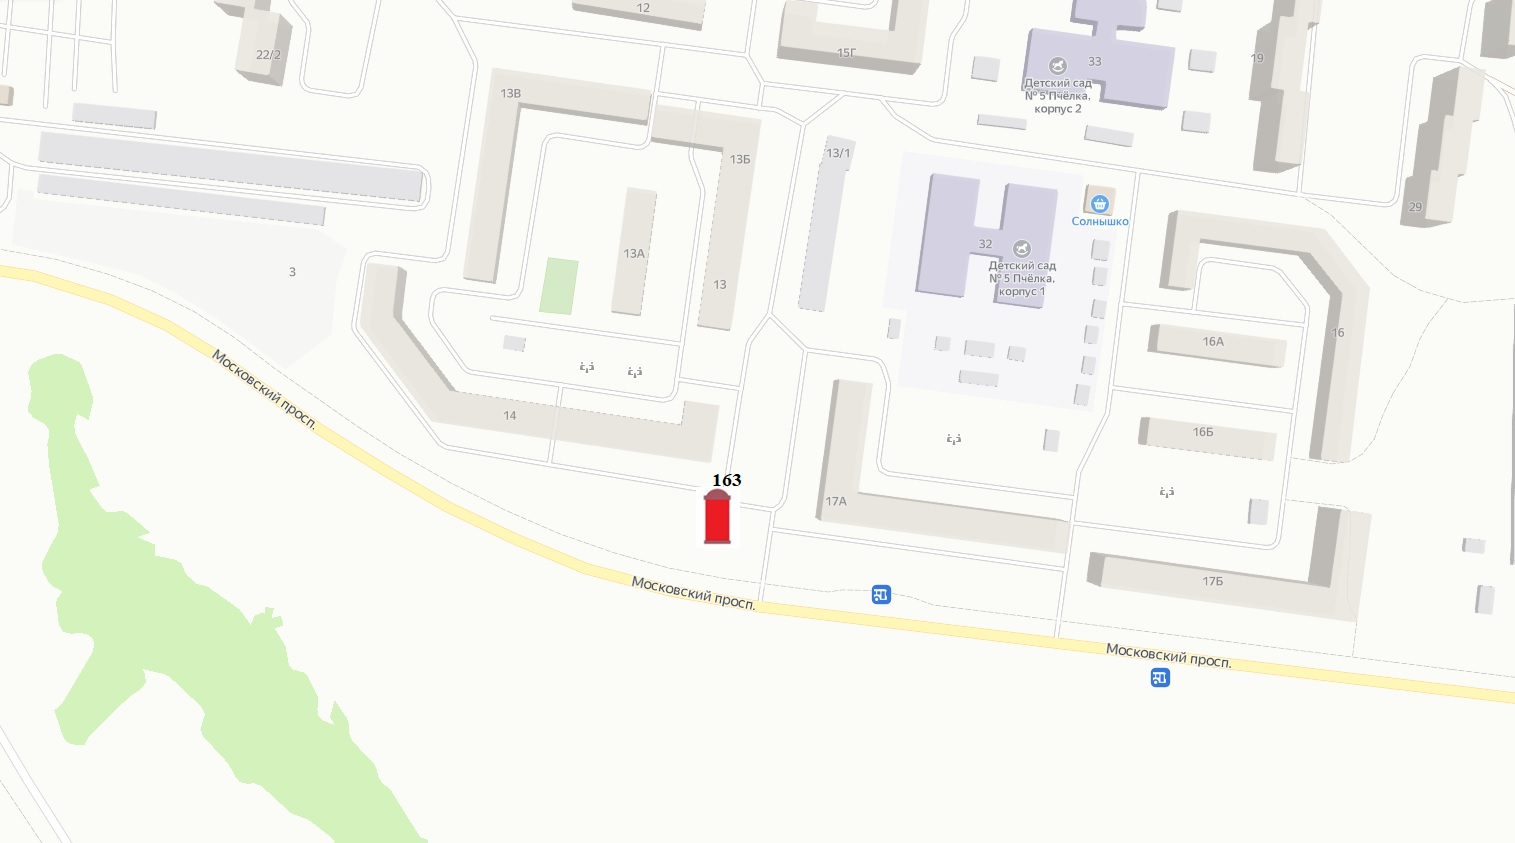 12
22/2
15Г
33
19
Детский сад
№ 5 Пчёлка,
корпус 2
13В
13Б
13/1
29
Солнышко
13А
32
Детский сад
№ 5 Пчёлка,
корпус 1
3
13
16
16А
Московский просп.
14
16Б
163
17А
17Б
Московский просп.
Московский просп.